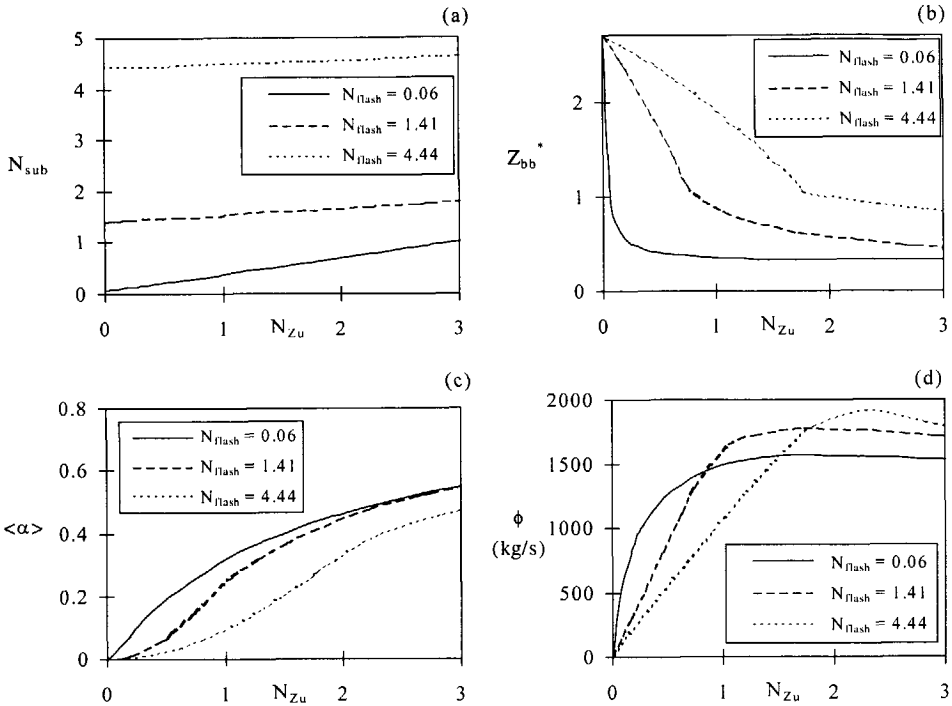 (a)
5
4
3
2
1
0
N_sub
N_flash = 0.06
N_flash = 1.41
N_flash = 4.44
0 1 2 3
N_Zu
(b)
2
1
0
Z_bb*
N_flash = 0.06
N_flash = 1.41
N_flash = 4.44
0 1 2 3
N_Zu
(c)
0.8
0.6
0.4
0.2
0
<α>
N_flash = 0.06
N_flash = 1.41
N_flash = 4.44
0 1 2 3
N_Zu
(d)
2000
1500
1000
500
0
ϕ
(kg/s)
N_flash = 0.06
N_flash = 1.41
N_flash = 4.44
0 1 2 3
N_Zu